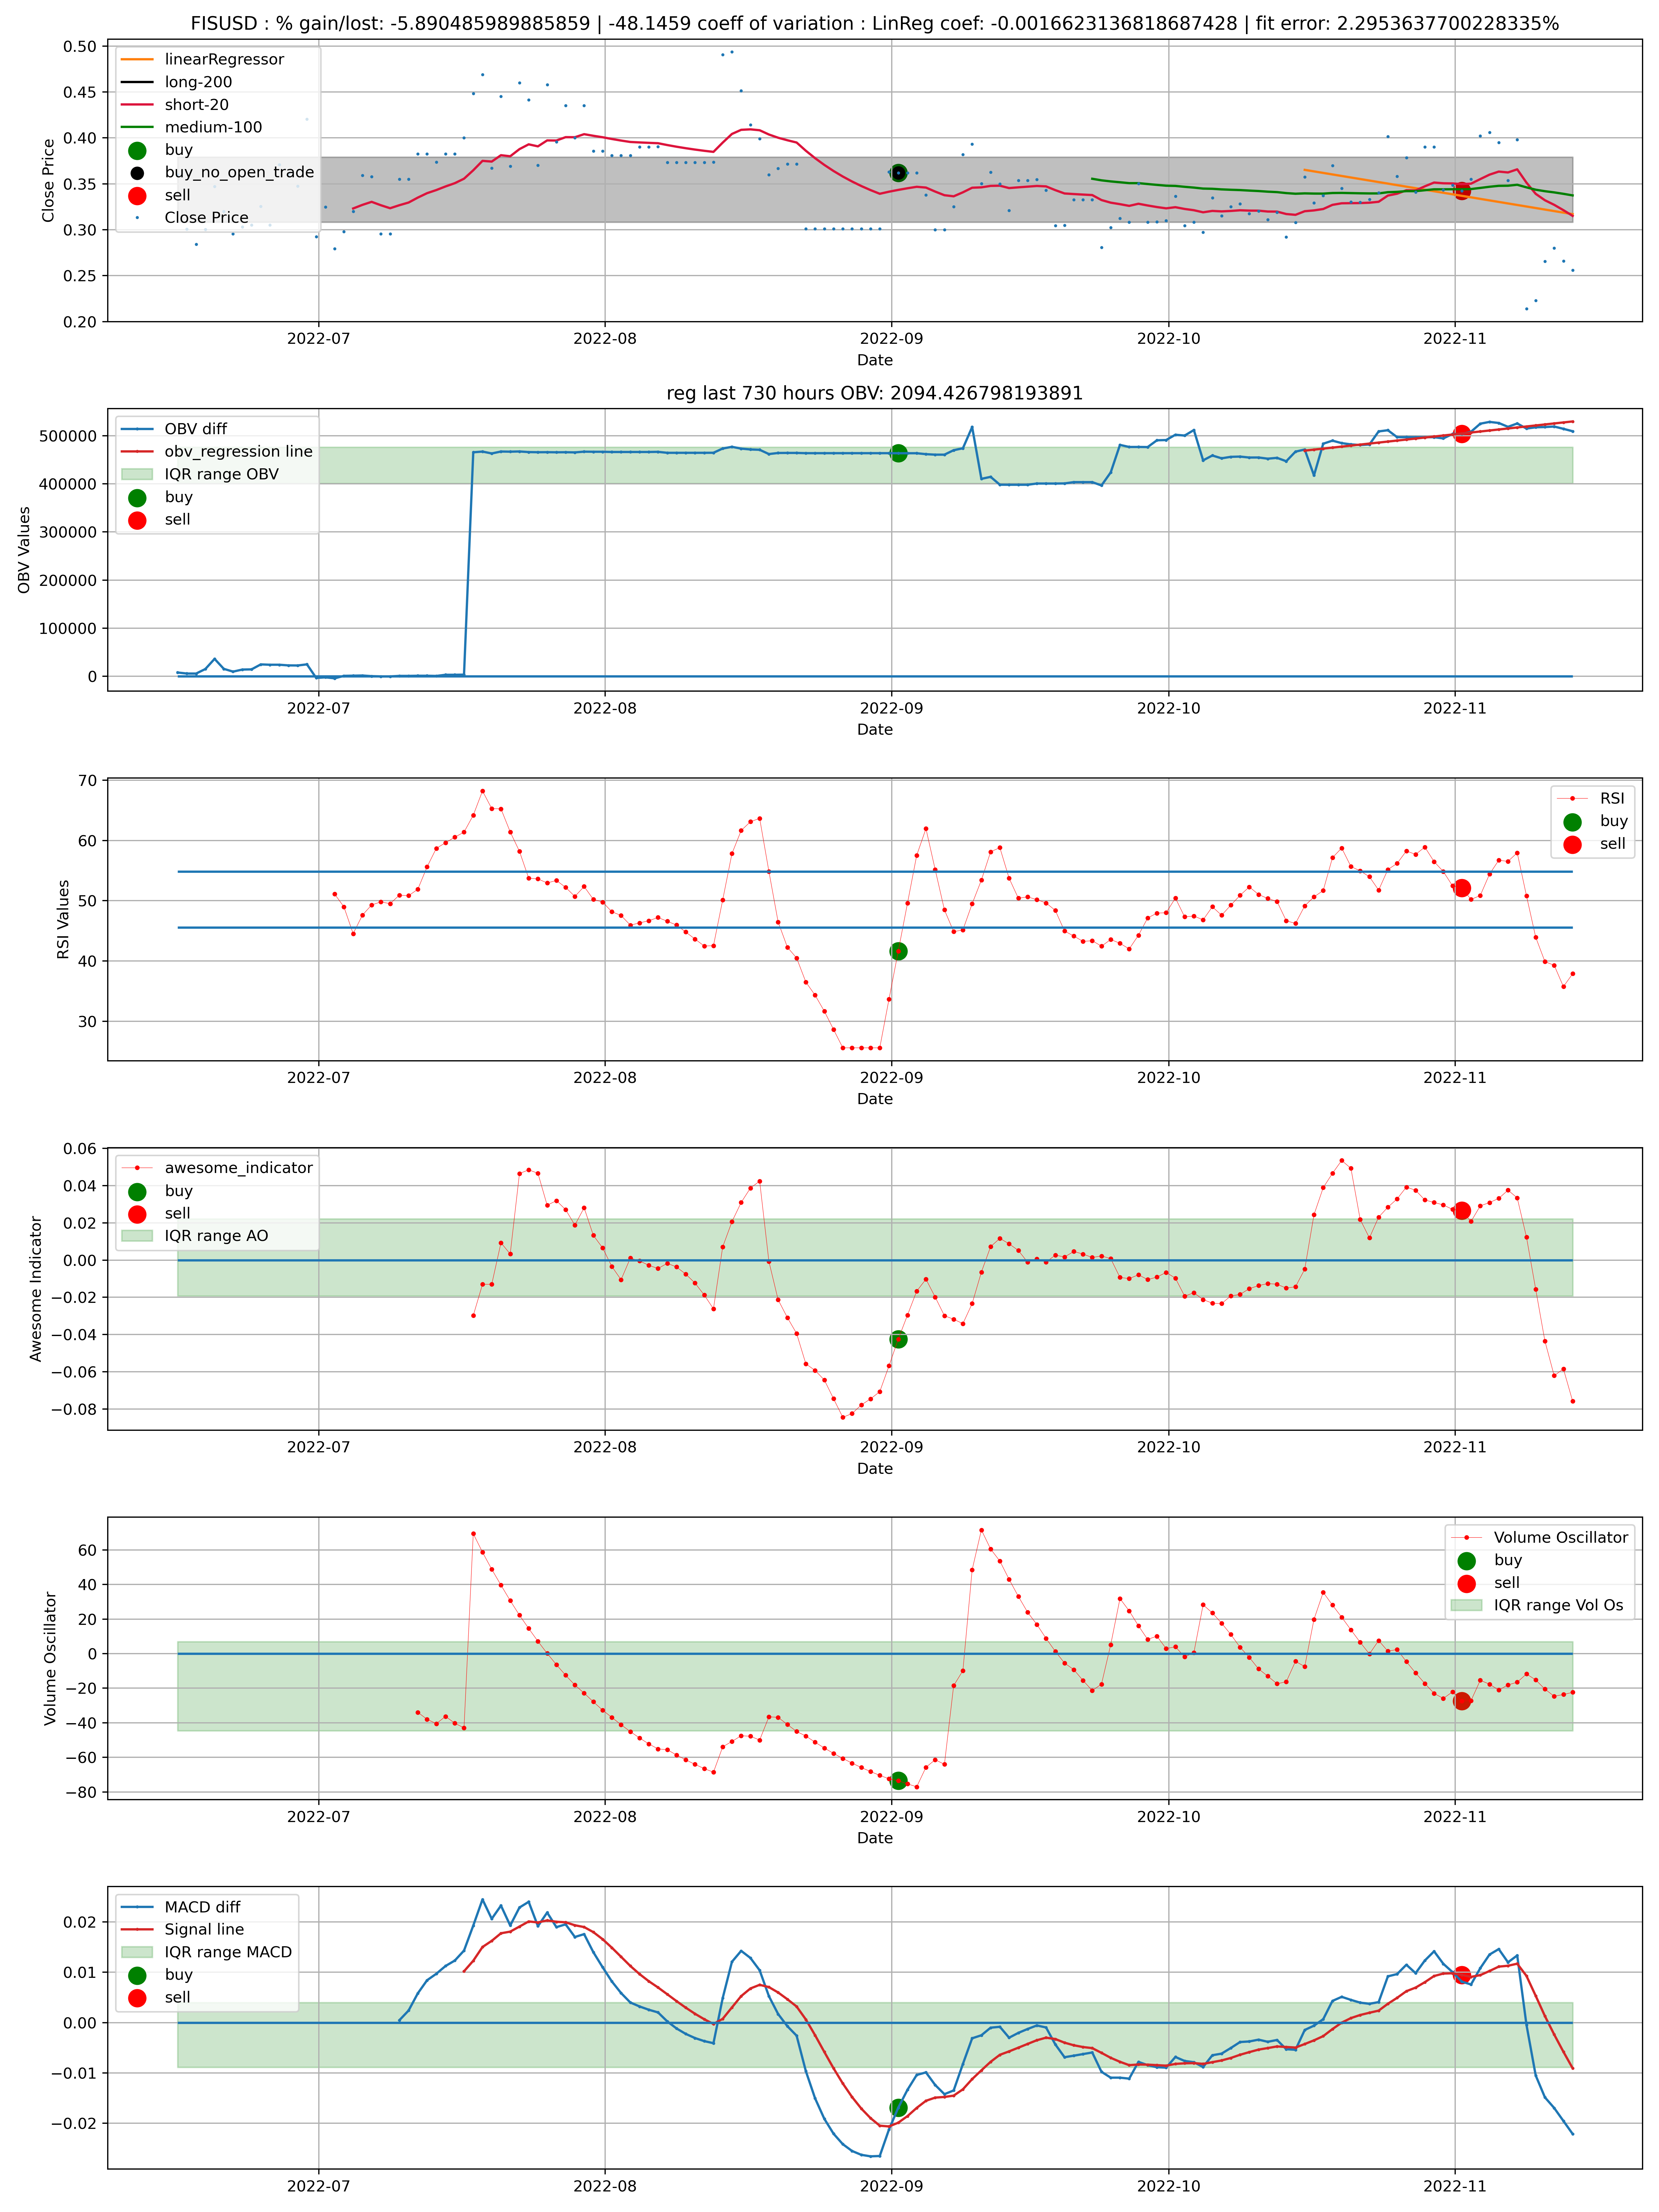 FISUSD : % gain/lost: -5.890485989885859 | -48.1459 coeff of variation : LinReg coef: -0.0016623136818687428 | fit error: 2.2953637700228335%
0.50
0.45
0.40
0.35
0.30
0.25
0.20
Close Price
linearRegressor
long-200
short-20
medium-100
buy
buy_no_open_trade
sell
Close Price
2022-07
2022-08
2022-09
2022-10
2022-11
Date
reg last 730 hours OBV: 2094.426798193891
500000
400000
300000
200000
100000
0
OBV Values
OBV diff
obv_regression line
IQR range OBV
buy
sell
2022-07
2022-08
2022-09
2022-10
2022-11
Date
70
60
50
40
30
RSI Values
RSI
buy
sell
2022-07
2022-08
2022-09
2022-10
2022-11
Date
0.06
0.04
0.02
0.00
−0.02
−0.04
−0.06
−0.08
Awesome Indicator
awesome_indicator
buy
sell
IQR range AO
2022-07
2022-08
2022-09
2022-10
2022-11
Date
60
40
20
0
−20
−40
−60
−80
Volume Oscillator
Volume Oscillator
buy
sell
IQR range Vol Os
2022-07
2022-08
2022-09
2022-10
2022-11
Date
0.02
0.01
0.00
−0.01
−0.02
MACD diff
Signal line
IQR range MACD
buy
sell
2022-07
2022-08
2022-09
2022-10
2022-11